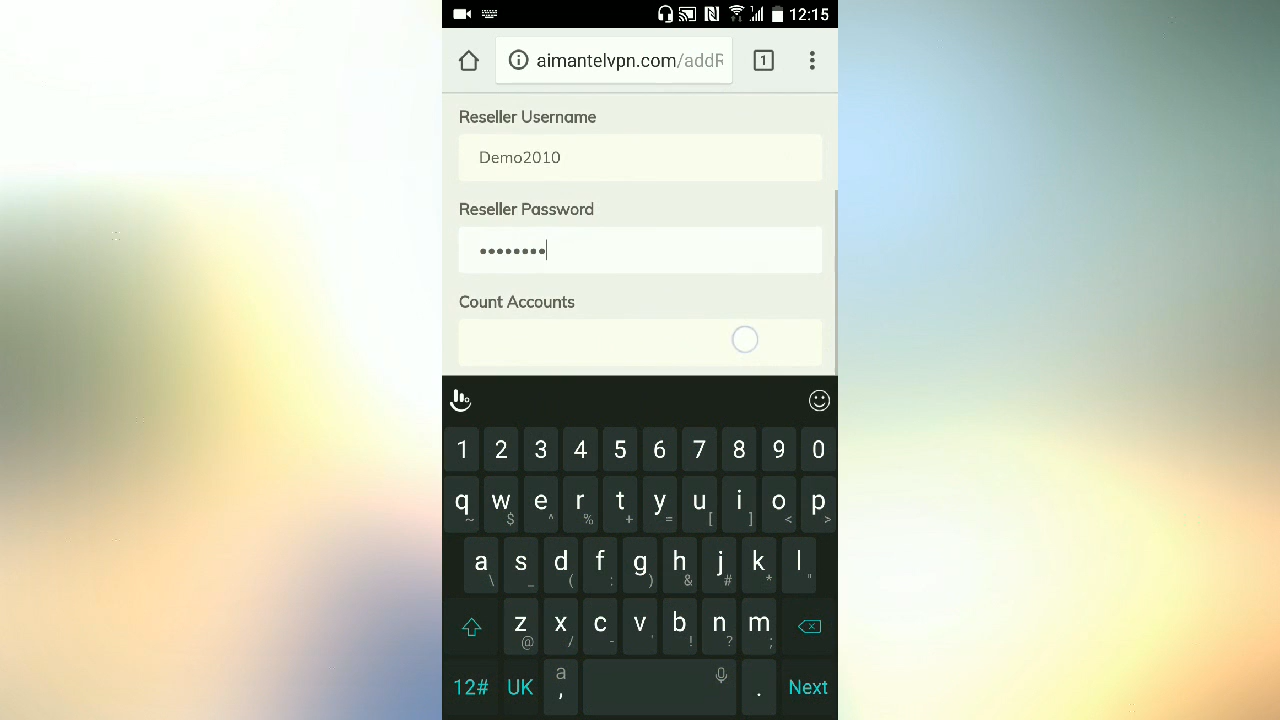 12:15
aimantelvpn.com/addR
1
Reseller Username
Demo2010
Reseller Password
••••••••
Count Accounts
1 2 3 4 5 6 7 8 9 0
q w e r t y u i o p
~ $ ^ % + = [ ] < >
a s d f g h j k l
\ _ ( : ) & # * "
z x c v b n m
@ / - ' ! ? ;
12# UK a , . Next